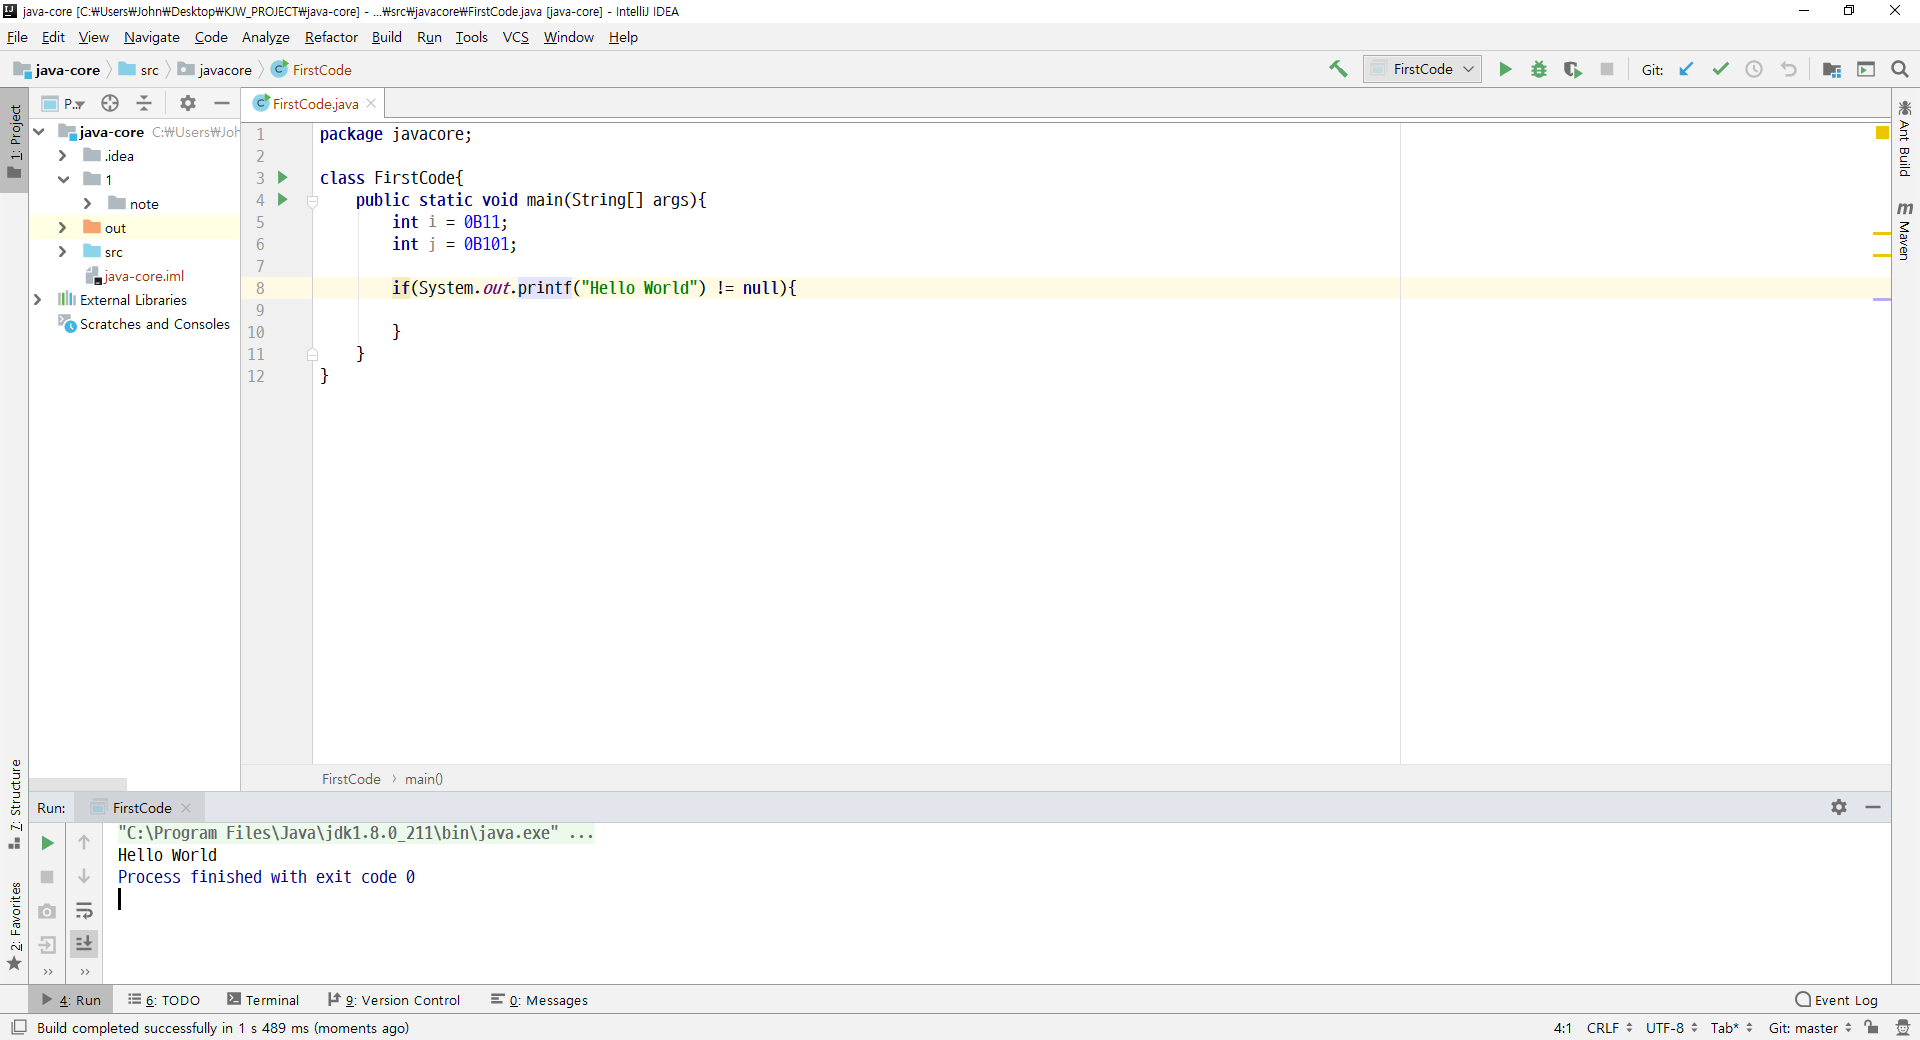 java-core [C:₩Users₩John₩Desktop₩KJW_PROJECT₩java-core] - ...₩src₩javacore₩FirstCode.java [java-core] - IntelliJ IDEA
File Edit View Navigate Code Analyze Refactor Build Run Tools VCS Window Help
java-core src javacore FirstCode
FirstCode Git:
P.. FirstCode.java
1: Project
java-core C:₩Users₩Joh
.idea
1
note
out
src
java-core.iml
External Libraries
Scratches and Consoles
1 package javacore;
2
3 class FirstCode{
4 public static void main(String[] args){
5 int i = 0B11;
6 int j = 0B101;
7
8 if(System.out.printf("Hello World") != null){
9
10 }
11 }
12 }
Ant Build
Maven
FirstCode › main()
7: Structure
2: Favorites
Run: FirstCode
"C:\Program Files\Java\jdk1.8.0_211\bin\java.exe" ...
Hello World
Process finished with exit code 0
4: Run 6: TODO Terminal 9: Version Control 0: Messages Event Log
Build completed successfully in 1 s 489 ms (moments ago) 4:1 CRLF UTF-8 Tab* Git: master